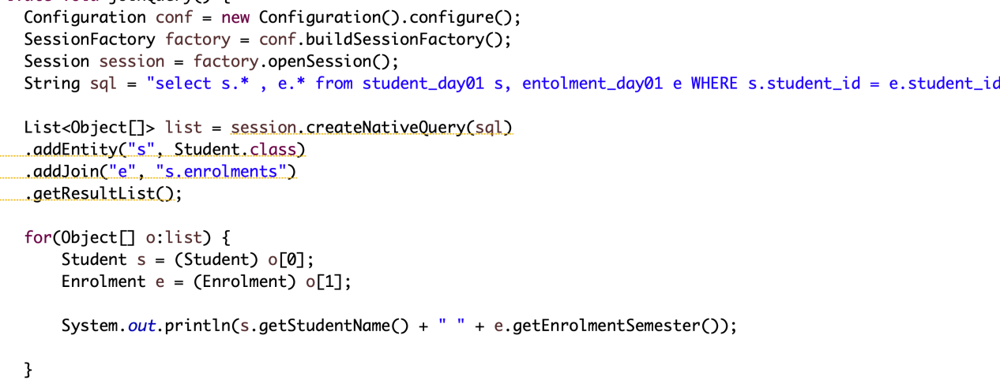 Configuration conf = new Configuration().configure();
SessionFactory factory = conf.buildSessionFactory();
Session session = factory.openSession();
String sql = "select s.* , e.* from student_day01 s, entolment_day01 e WHERE s.student_id = e.student_id
List<Object[]> list = session.createNativeQuery(sql)
.addEntity("s", Student.class)
.addJoin("e", "s.enrolments")
.getResultList();
for(Object[] o:list) {
Student s = (Student) o[0];
Enrolment e = (Enrolment) o[1];
System.out.println(s.getStudentName() + " " + e.getEnrolmentSemester());
}